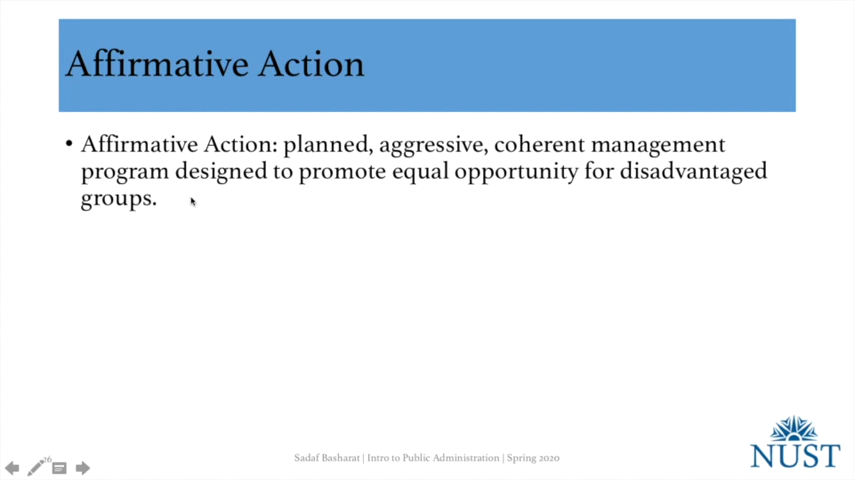 Affirmative Action
• Affirmative Action: planned, aggressive, coherent management
program designed to promote equal opportunity for disadvantaged
groups.
26
Sadaf Basharat | Intro to Public Administration | Spring 2020
NUST